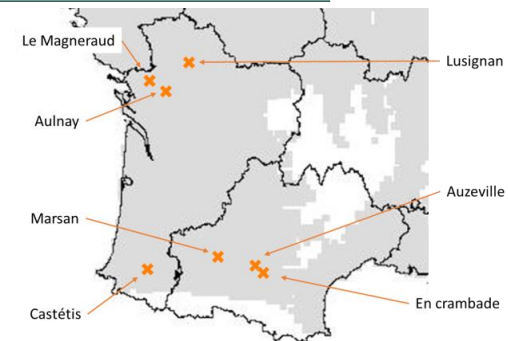 Le Magneraud
Lusignan
Aulnay
Auzeville
Marsan
En crambade
Castétis